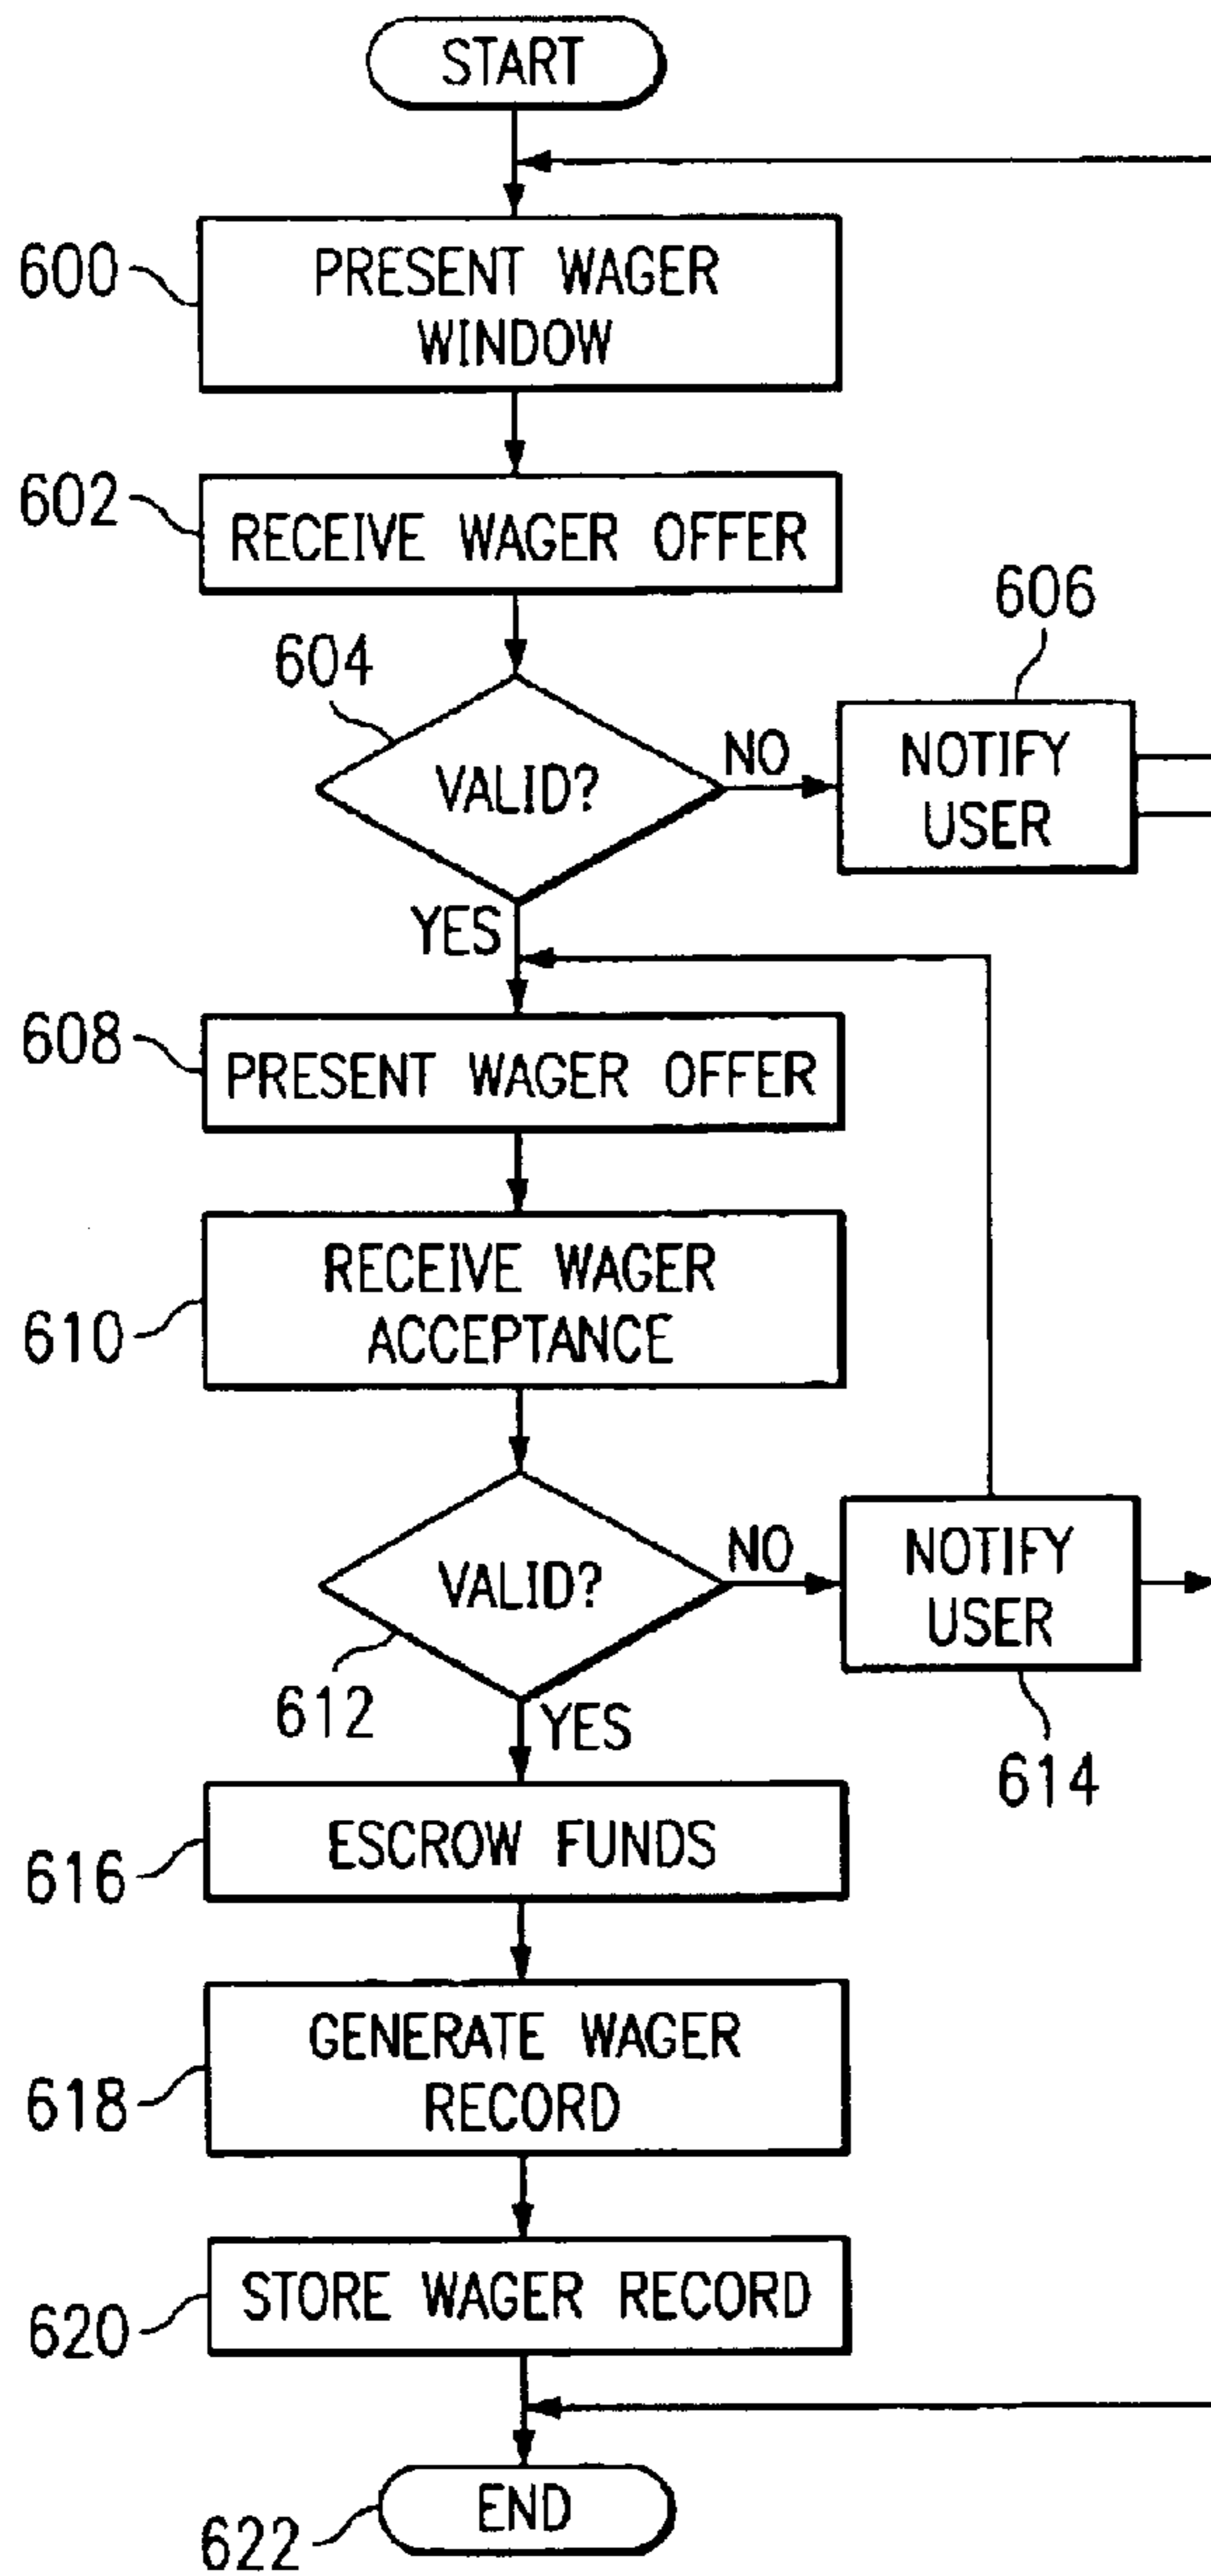 START
600
PRESENT WAGER
WINDOW
602
RECEIVE WAGER OFFER
604
VALID?
NO
606
NOTIFY
USER
YES
608
PRESENT WAGER OFFER
610
RECEIVE WAGER
ACCEPTANCE
612
VALID?
NO
NOTIFY
USER
614
YES
616
ESCROW FUNDS
618
GENERATE WAGER
RECORD
620
STORE WAGER RECORD
622
END